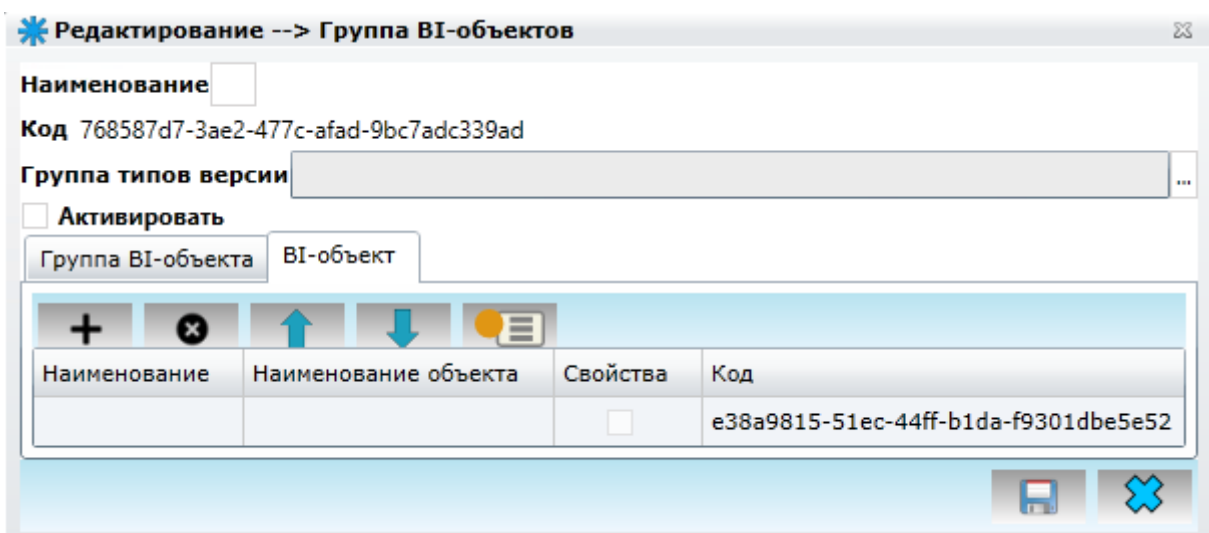 Редактирование --> Группа BI-объектов
Наименование
Код 768587d7-3ae2-477c-afad-9bc7adc339ad
Группа типов версии ...
Активировать
Группа BI-объекта BI-объект
Наименование Наименование объекта Свойства Код
e38a9815-51ec-44ff-b1da-f9301dbe5e52